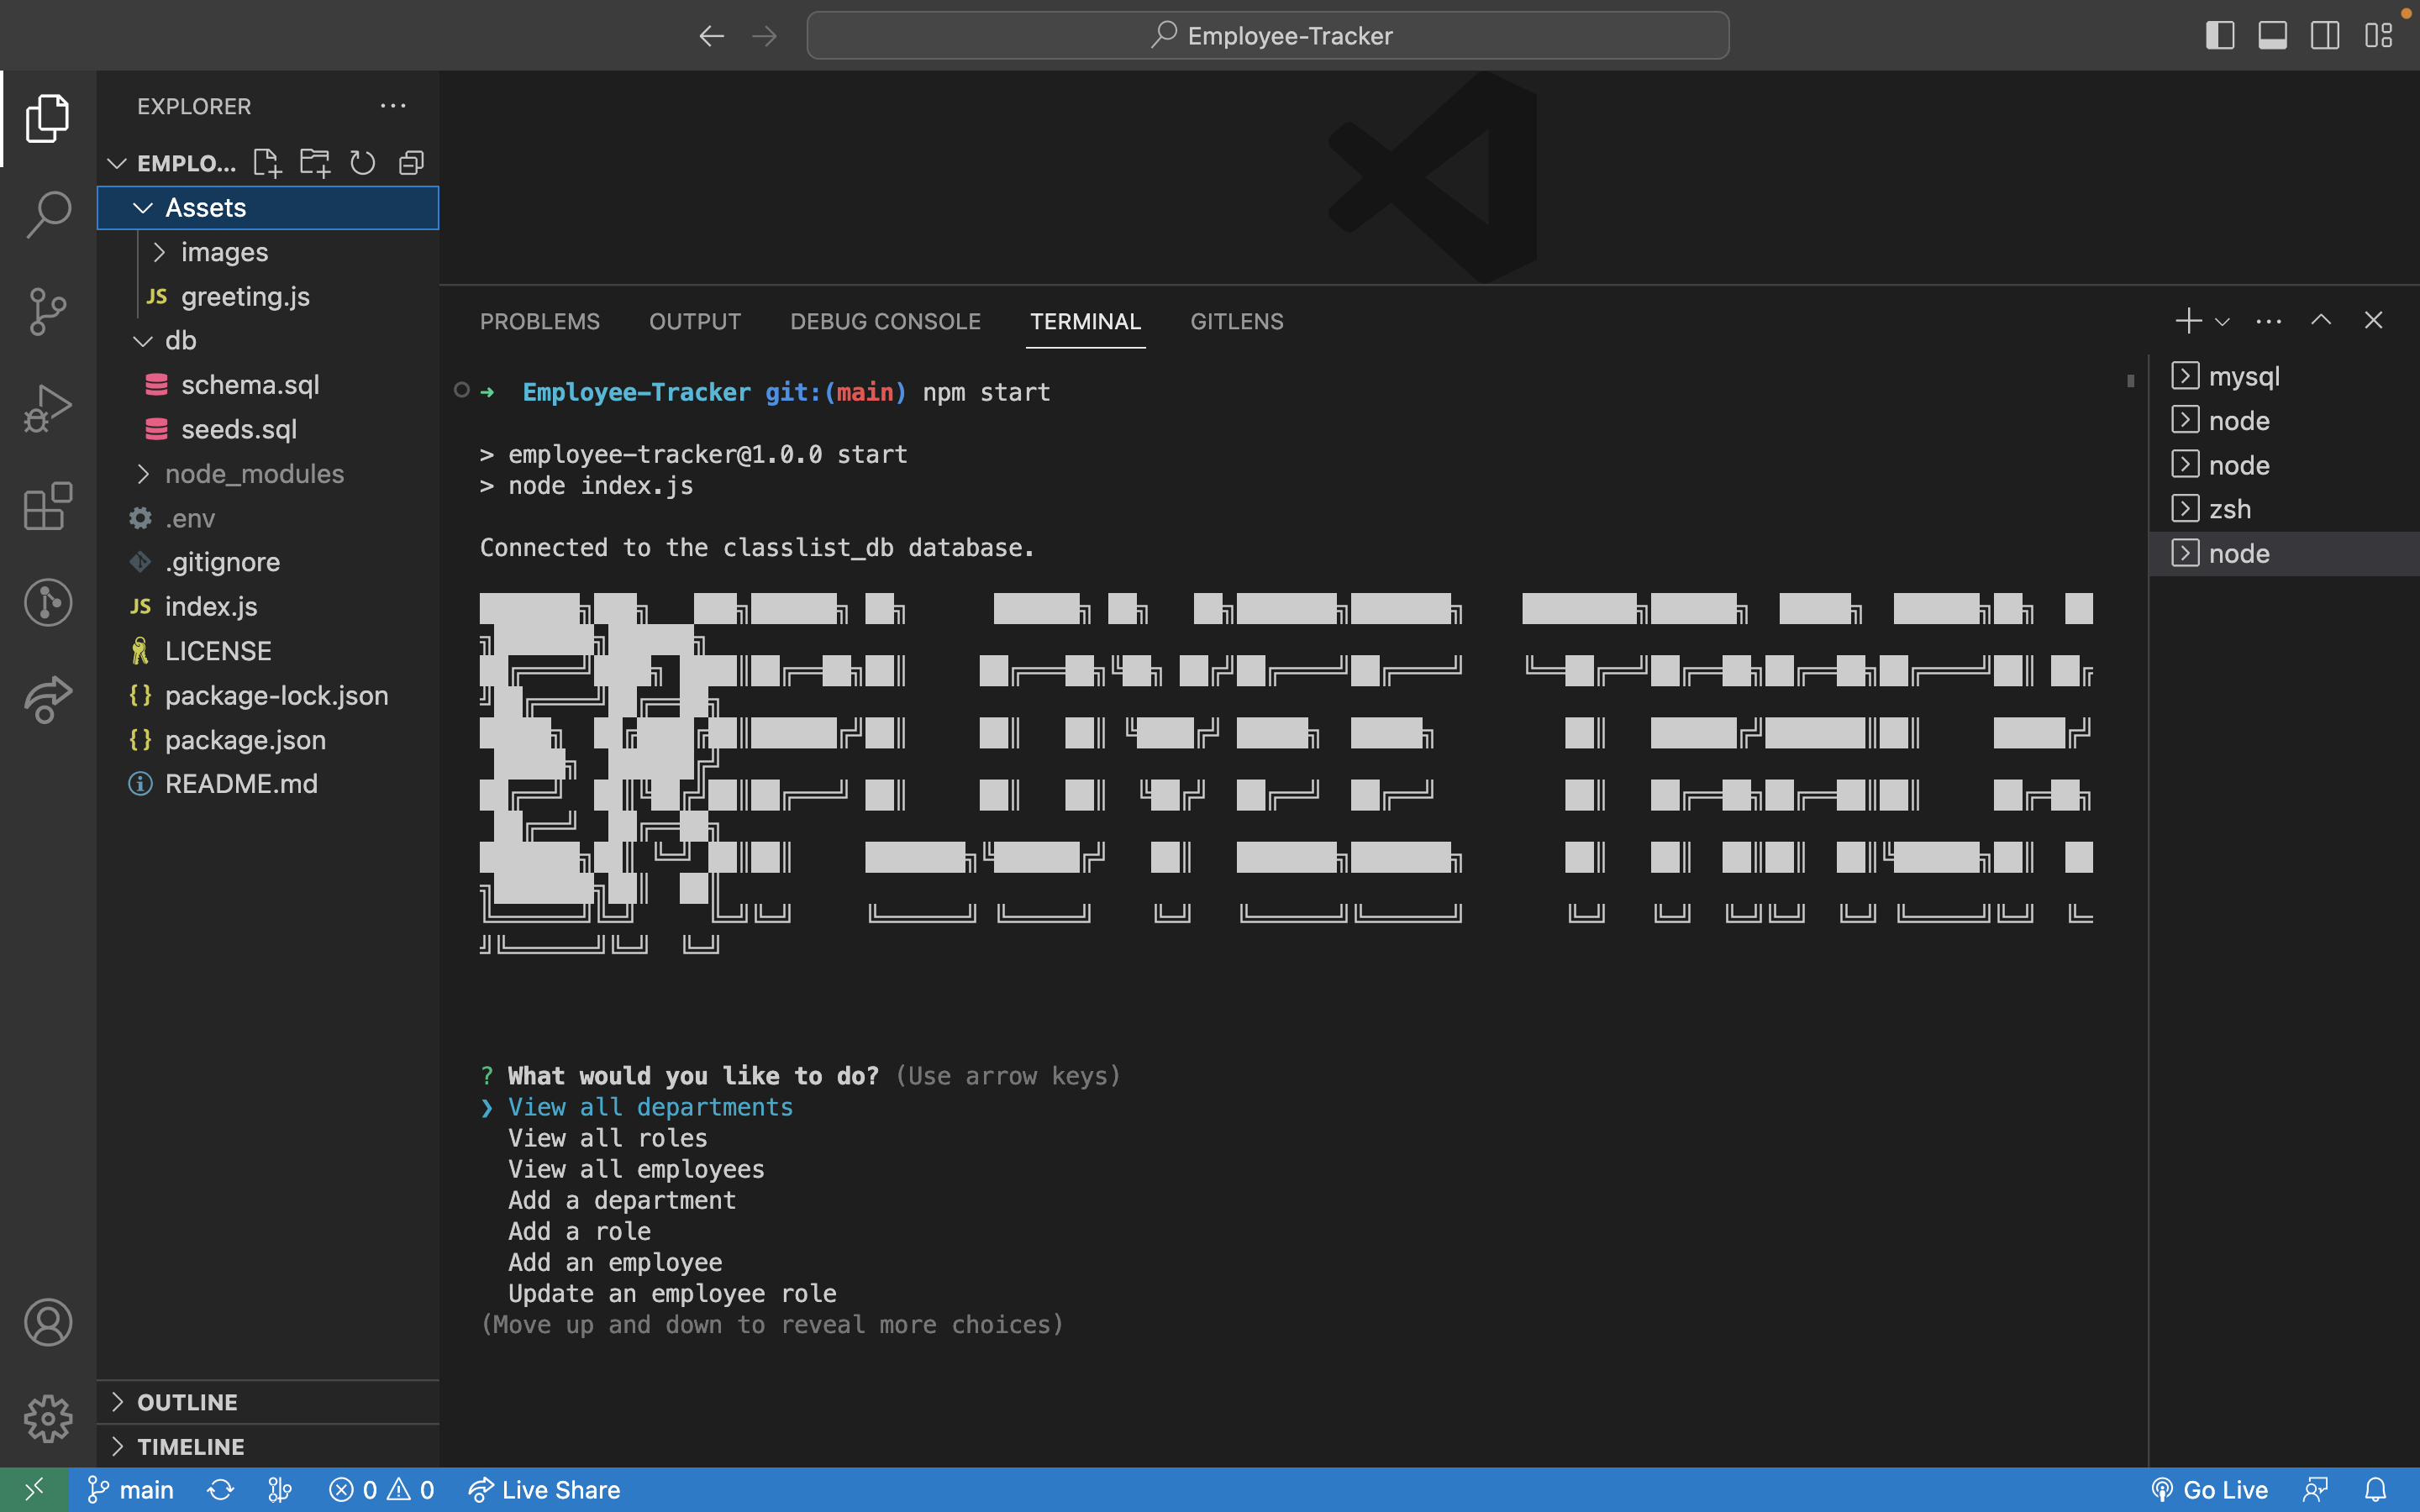 Employee-Tracker
EXPLORER
EMPLO...
Assets
images
JS greeting.js
db
schema.sql
seeds.sql
node_modules
.env
.gitignore
JS index.js
LICENSE
{} package-lock.json
{} package.json
README.md
OUTLINE
TIMELINE
PROBLEMS OUTPUT DEBUG CONSOLE TERMINAL GITLENS
➜ Employee-Tracker git:(main) npm start
> employee-tracker@1.0.0 start
> node index.js
Connected to the classlist_db database.
? What would you like to do? (Use arrow keys)
❯ View all departments
View all roles
View all employees
Add a department
Add a role
Add an employee
Update an employee role
(Move up and down to reveal more choices)
mysql
node
node
zsh
node
main 0 0 Live Share Go Live